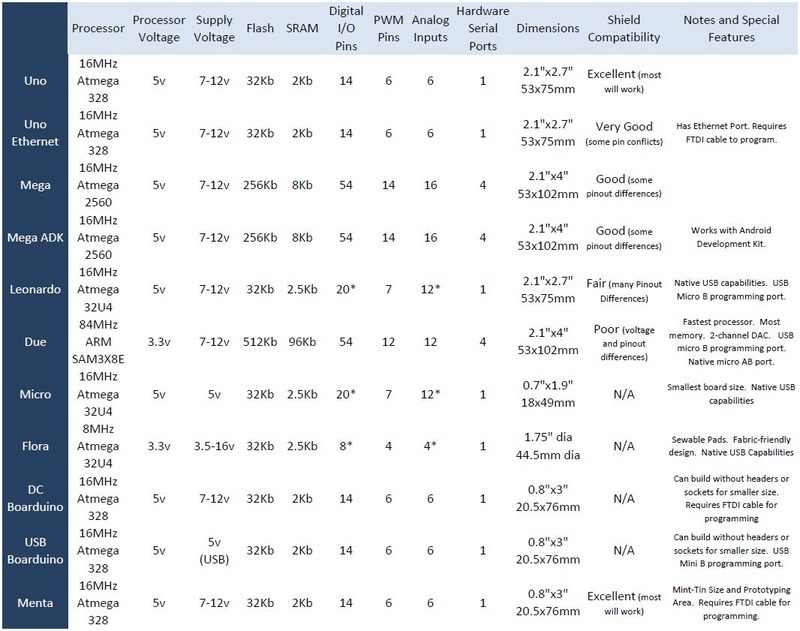 Processor Processor Voltage Supply Voltage Flash SRAM Digital I/O Pins PWM Pins Analog Inputs Hardware Serial Ports Dimensions Shield Compatibility Notes and Special Features
Uno 16MHz Atmega 328 5v 7-12v 32Kb 2Kb 14 6 6 1 2.1"x2.7" 53x75mm Excellent (most will work)
Uno Ethernet 16MHz Atmega 328 5v 7-12v 32Kb 2Kb 14 6 6 1 2.1"x2.7" 53x75mm Very Good (some pin conflicts) Has Ethernet Port. Requires FTDI cable to program.
Mega 16MHz Atmega 2560 5v 7-12v 256Kb 8Kb 54 14 16 4 2.1"x4" 53x102mm Good (some pinout differences)
Mega ADK 16MHz Atmega 2560 5v 7-12v 256Kb 8Kb 54 14 16 4 2.1"x4" 53x102mm Good (some pinout differences) Works with Android Development Kit.
Leonardo 16MHz Atmega 32U4 5v 7-12v 32Kb 2.5Kb 20* 7 12* 1 2.1"x2.7" 53x75mm Fair (many Pinout Differences) Native USB capabilities. USB Micro B programming port.
Due 84MHz ARM SAM3X8E 3.3v 7-12v 512Kb 96Kb 54 12 12 4 2.1"x4" 53x102mm Poor (voltage and pinout differences) Fastest processor. Most memory. 2-channel DAC. USB micro B programming port. Native micro AB port.
Micro 16MHz Atmega 32U4 5v 5v 32Kb 2.5Kb 20* 7 12* 1 0.7"x1.9" 18x49mm N/A Smallest board size. Native USB capabilities
Flora 8MHz Atmega 32U4 3.3v 3.5-16v 32Kb 2.5Kb 8* 4 4* 1 1.75" dia 44.5mm dia N/A Sewable Pads. Fabric-friendly design. Native USB Capabilities
DC Boarduino 16MHz Atmega 328 5v 7-12v 32Kb 2Kb 14 6 6 1 0.8"x3" 20.5x76mm N/A Can build without headers or sockets for smaller size. Requires FTDI cable for programming
USB Boarduino 16MHz Atmega 328 5v 5v (USB) 32Kb 2Kb 14 6 6 1 0.8"x3" 20.5x76mm N/A Can build without headers or sockets for smaller size. USB Mini B programming port.
Menta 16MHz Atmega 328 5v 7-12v 32Kb 2Kb 14 6 6 1 0.8"x3" 20.5x76mm Excellent (most will work) Mint-Tin Size and Prototyping Area. Requires FTDI cable for programming.